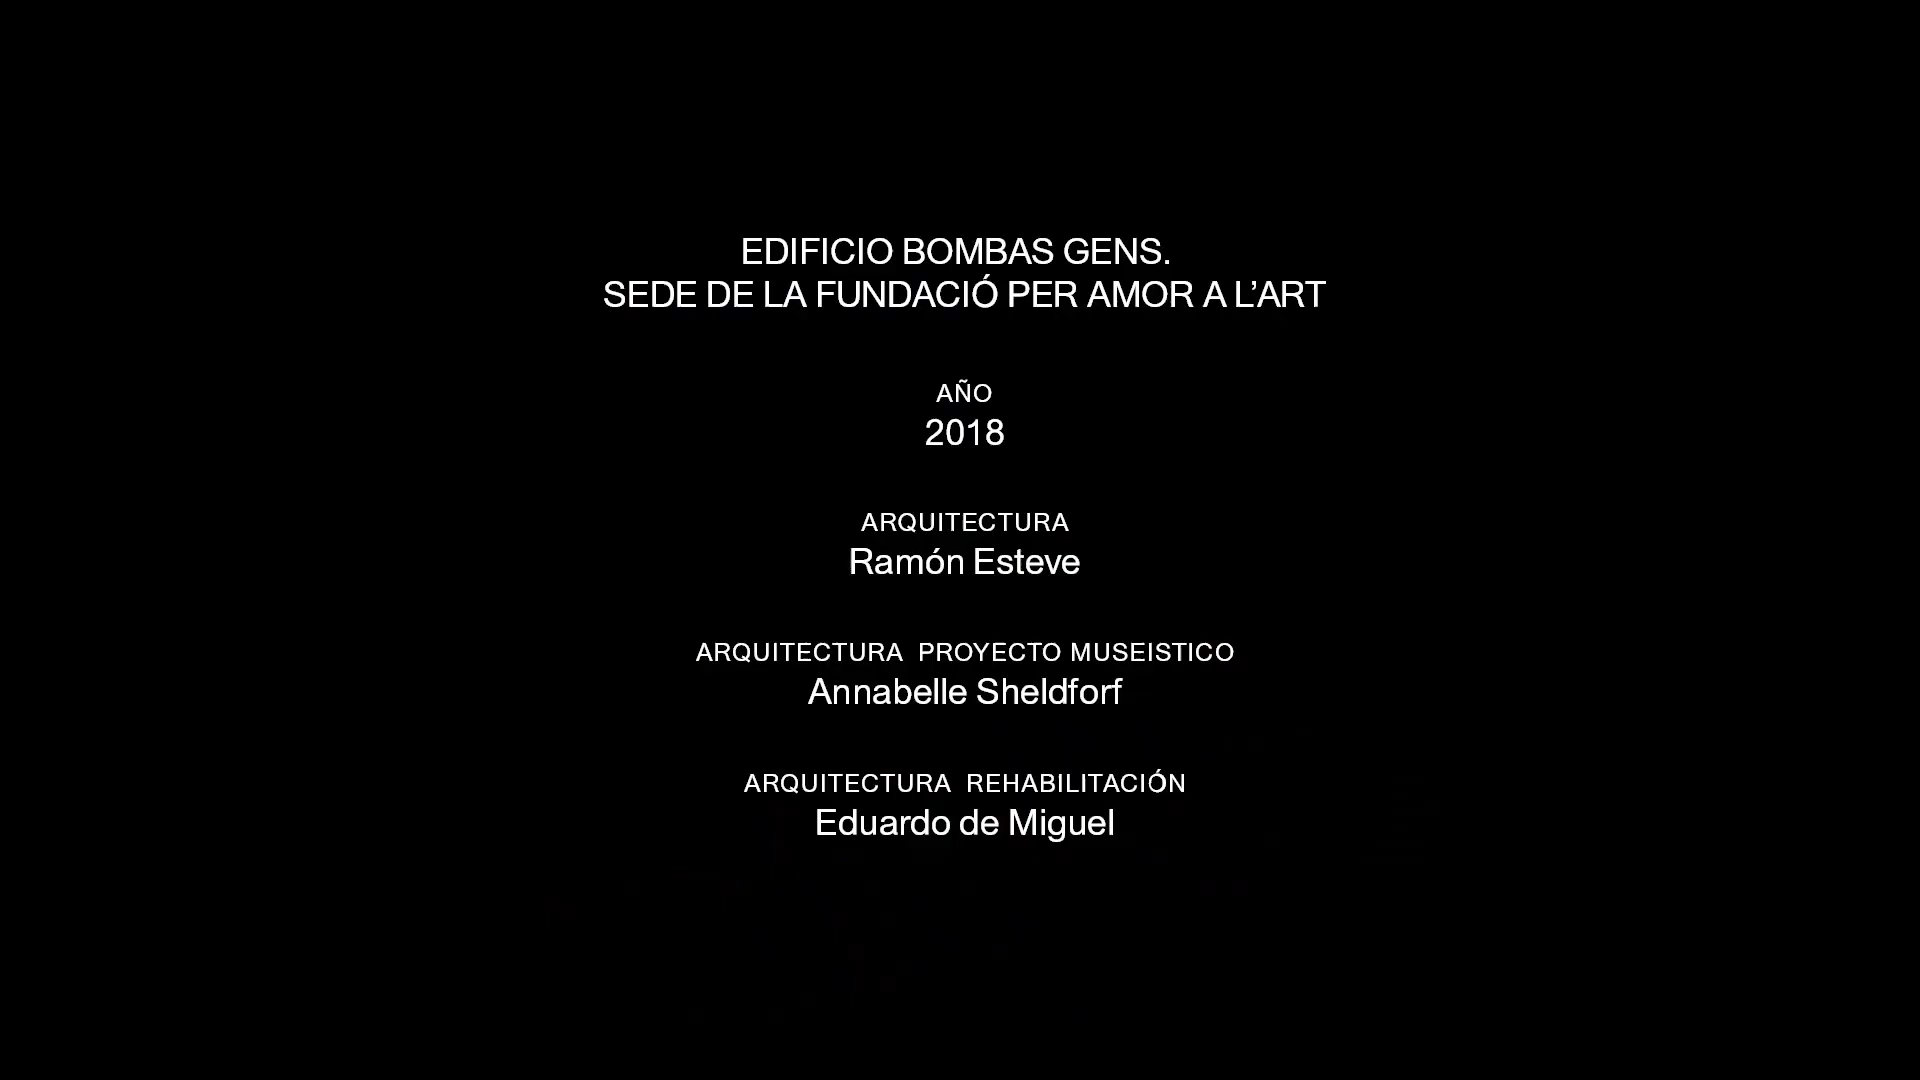 EDIFICIO BOMBAS GENS.
SEDE DE LA FUNDACIÓ PER AMOR A L’ART
AÑO
2018
ARQUITECTURA
Ramón Esteve
ARQUITECTURA PROYECTO MUSEISTICO
Annabelle Sheldforf
ARQUITECTURA REHABILITACIÓN
Eduardo de Miguel